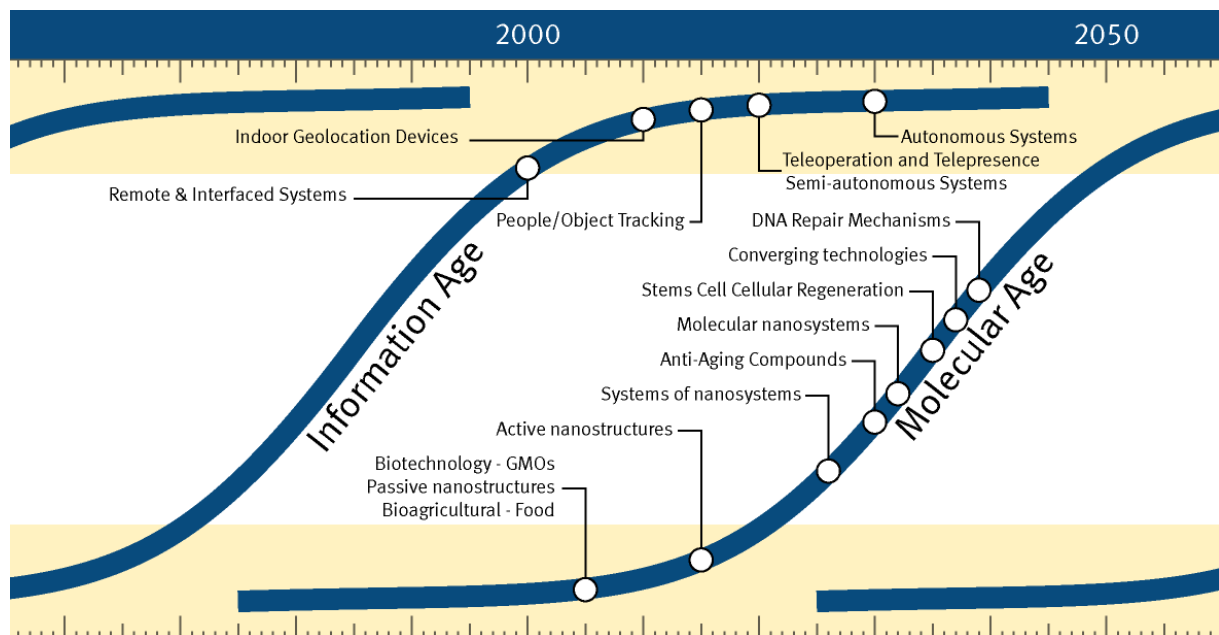 2000
2050
Indoor Geolocation Devices
Autonomous Systems
Teleoperation and Telepresence
Semi-autonomous Systems
Remote & Interfaced Systems
People/Object Tracking
DNA Repair Mechanisms
Converging technologies
Stems Cell Cellular Regeneration
Molecular nanosystems
Anti-Aging Compounds
Systems of nanosystems
Active nanostructures
Biotechnology - GMOs
Passive nanostructures
Bioagricultural - Food
Information Age
Molecular Age